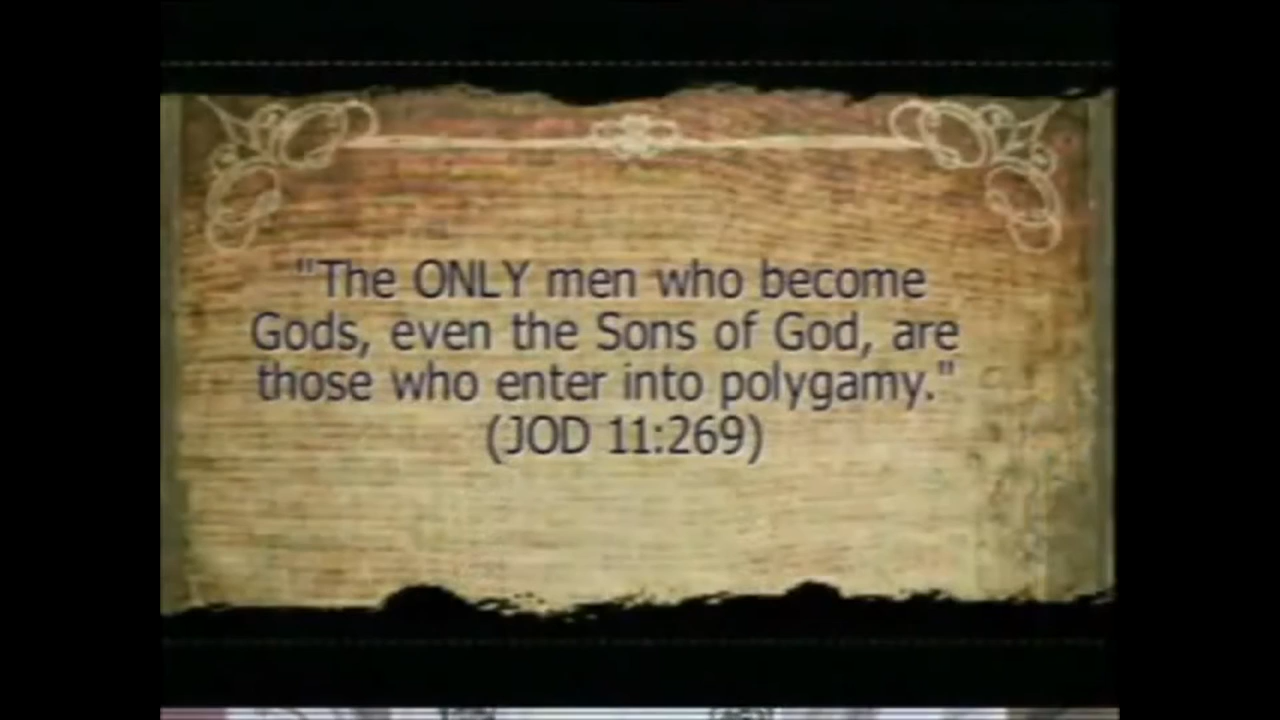 "The ONLY men who become
Gods, even the Sons of God, are
those who enter into polygamy."
(JOD 11:269)